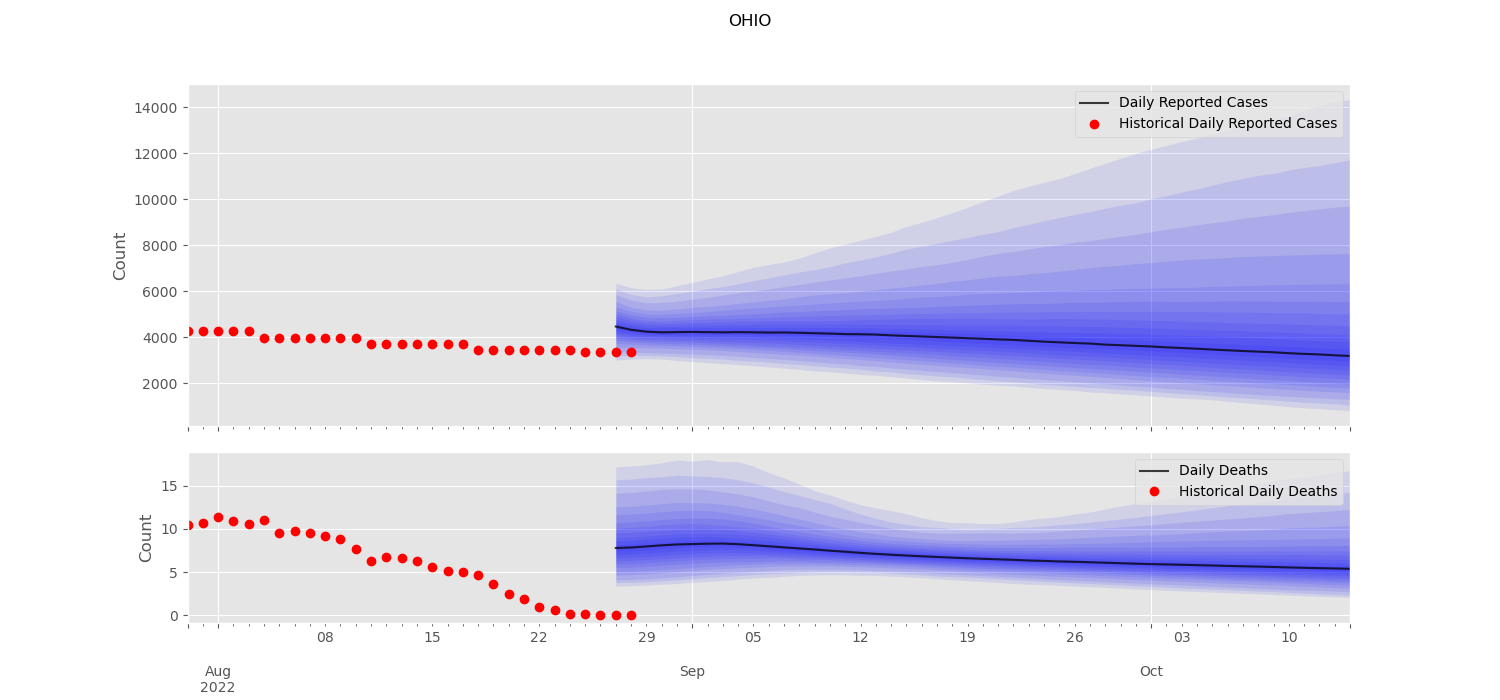 OHIO
14000
12000
10000
8000
6000
4000
2000
Count
Daily Reported Cases
Historical Daily Reported Cases
15
10
5
0
Count
Daily Deaths
Historical Daily Deaths
08 15 22 29 05 12 19 26 03 10
Aug Sep Oct
2022